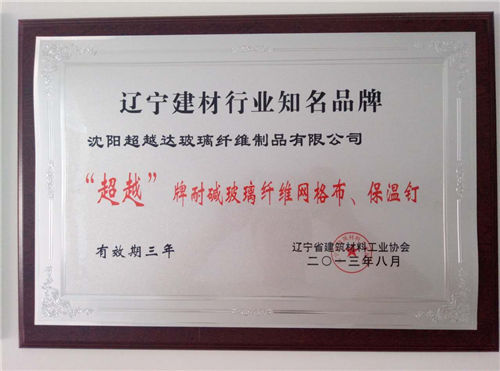 辽宁建材行业知名品牌
沈阳超越达玻璃纤维制品有限公司
“超越”牌耐碱玻璃纤维网格布、保温钉
有效期三年
辽宁省建筑材料工业协会
二〇一三年八月